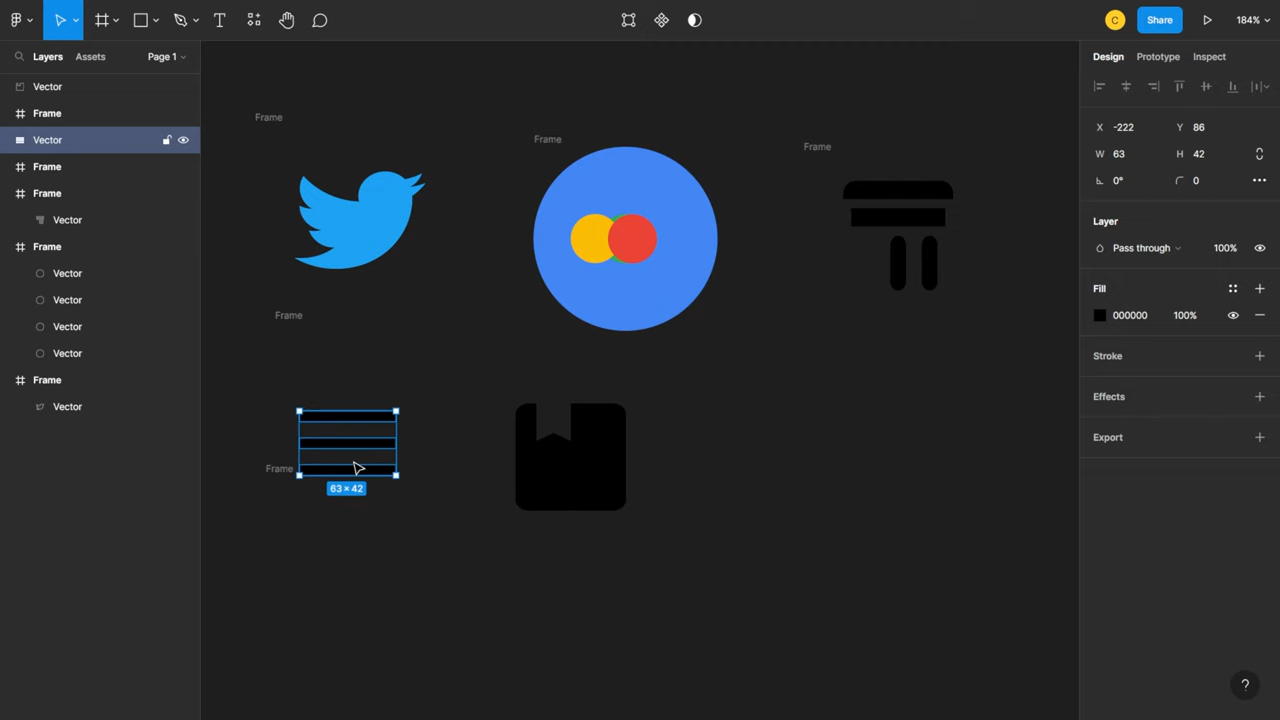 C
Share
184%
Layers
Assets
Page 1
Vector
Frame
Vector
Frame
Frame
Vector
Frame
Vector
Vector
Vector
Vector
Frame
Vector
Frame
Frame
Frame
Frame
Frame
63 × 42
Design
Prototype
Inspect
X -222
Y 86
W 63
H 42
0°
0
Layer
Pass through
100%
Fill
000000
100%
Stroke
Effects
Export
?